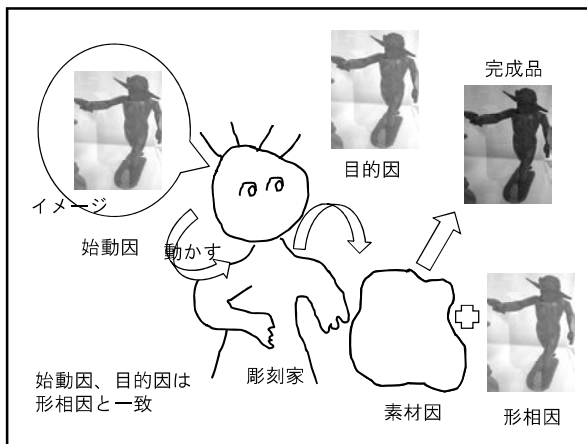 完成品
目的因
イメージ
始動因
動かす
彫刻家
素材因
形相因
始動因、目的因は
形相因と一致